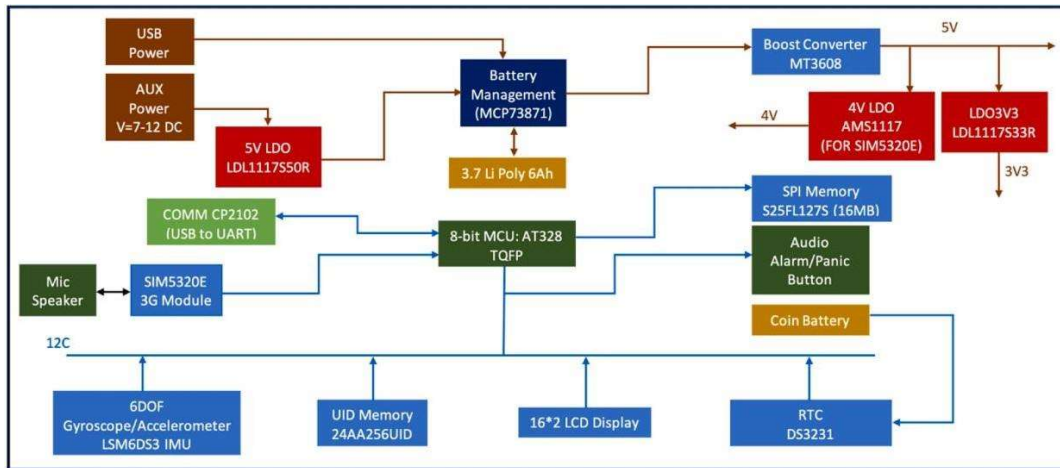 USB
Power
AUX
Power
V=7-12 DC
5V LDO
LDL1117S50R
Battery
Management
(MCP73871)
3.7 Li Poly 6Ah
Boost Converter
MT3608
5V
4V
4V LDO
AMS1117
(FOR SIM5320E)
LDO3V3
LDL1117S33R
3V3
COMM CP2102
(USB to UART)
8-bit MCU: AT328
TQFP
SPI Memory
S25FL127S (16MB)
Audio
Alarm/Panic
Button
Mic
Speaker
SIM5320E
3G Module
Coin Battery
12C
6DOF
Gyroscope/Accelerometer
LSM6DS3 IMU
UID Memory
24AA256UID
16*2 LCD Display
RTC
DS3231